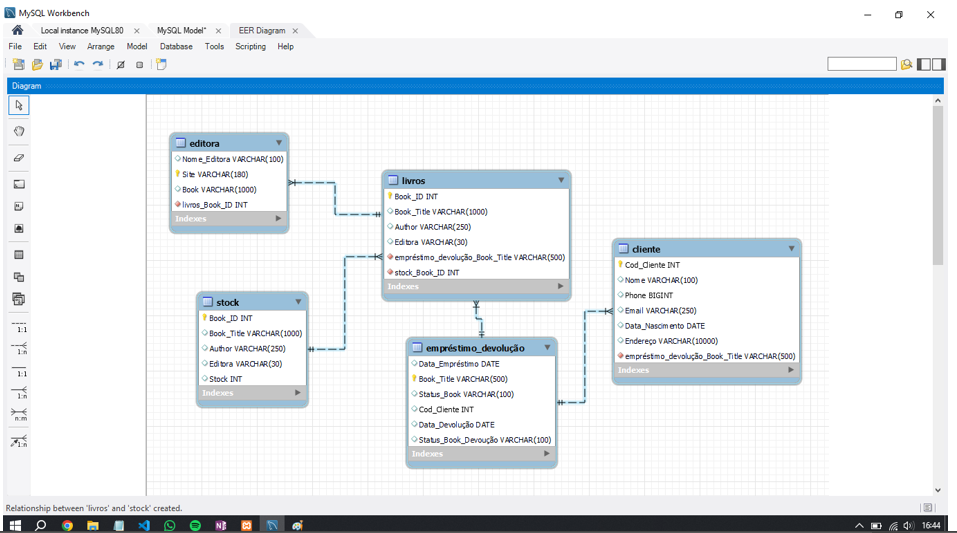 MySQL Workbench
Local instance MySQL80 × MySQL Model* × EER Diagram ×
File Edit View Arrange Model Database Tools Scripting Help
Diagram
editora
Nome_Editora VARCHAR(100)
Site VARCHAR(180)
Book VARCHAR(1000)
livros_Book_ID INT
Indexes
livros
Book_ID INT
Book_Title VARCHAR(1000)
Author VARCHAR(250)
Editora VARCHAR(30)
empréstimo_devolução_Book_Title VARCHAR(500)
stock_Book_ID INT
Indexes
cliente
Cod_Cliente INT
Nome VARCHAR(100)
Phone BIGINT
Email VARCHAR(250)
Data_Nascimento DATE
Endereço VARCHAR(10000)
empréstimo_devolução_Book_Title VARCHAR(500)
Indexes
stock
Book_ID INT
Book_Title VARCHAR(1000)
Author VARCHAR(250)
Editora VARCHAR(30)
Stock INT
Indexes
empréstimo_devolução
Data_Empréstimo DATE
Book_Title VARCHAR(500)
Status_Book VARCHAR(100)
Cod_Cliente INT
Data_Devolução DATE
Status_Book_Devoução VARCHAR(100)
Indexes
1:1
1:n
1:1
1:n
n:m
1:n
Relationship between 'livros' and 'stock' created.
16:44